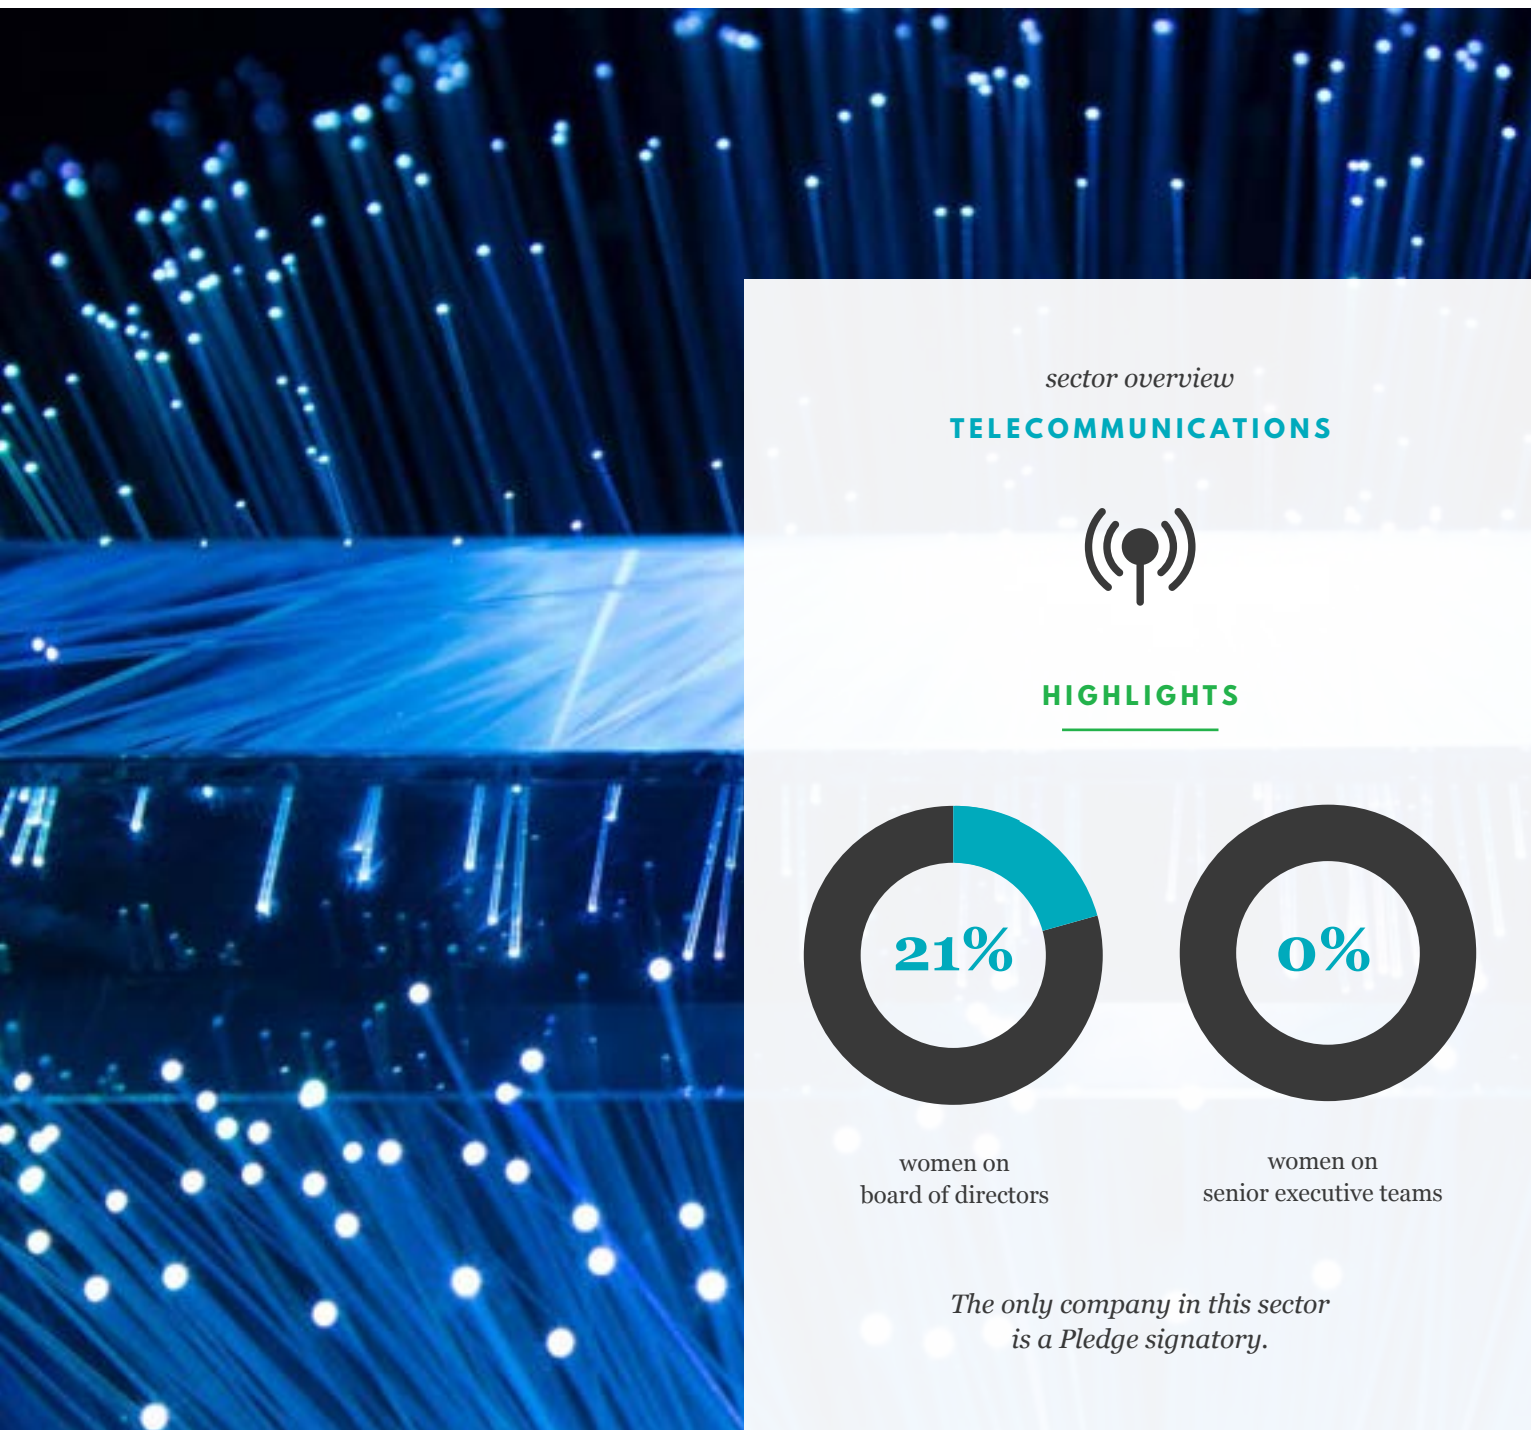 sector overview
TELECOMMUNICATIONS
HIGHLIGHTS
21%
0%
women on
board of directors
women on
senior executive teams
The only company in this sector
is a Pledge signatory.